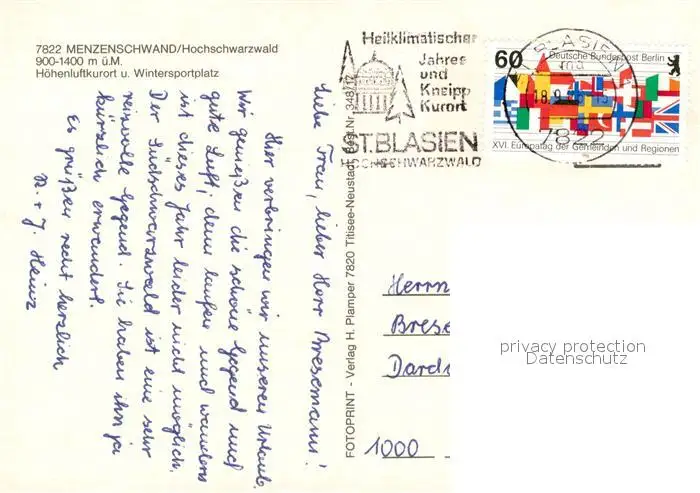 7822 MENZENSCHWAND/Hochschwarzwald
900-1400 m ü.M.
Höhenluftkurort u. Wintersportplatz
Liebe Frau, lieber Herr Bresemann!
Hier verbringen wir unseren Urlaub.
Wir genießen die schöne Gegend und
gute Luft, denn laufen und wandern
ist dieses Jahr leider nicht möglich.
Der Südschwarzwald ist eine sehr
reizvolle Gegend. Sie haben ihn ja
kürzlich erwandert.
Es grüßen recht herzlich
J. Heinz
FOTOPRINT - Verlag H. Plamper 7820 Titisee-Neustadt
Heilklimatischer
Jahres
und
Kneipp
Kurort
ST.BLASIEN
HOCHSCHWARZWALD
BLASIEN
7822
60
Deutsche Bundespost Berlin
XVI. Europatag der Gemeinden und Regionen
Herrn
Brese
Dard
1000
privacy protection
Datenschutz